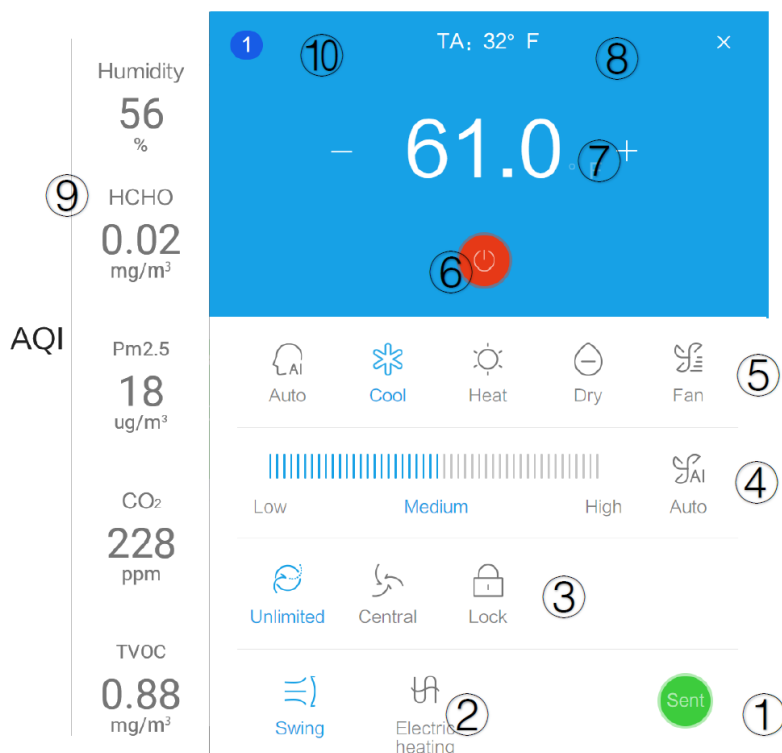 1
⑩
TA: 32° F
⑧
×
Humidity
56
%
− 61.0 ⑦ +
⑨
HCHO
0.02
mg/m³
⑥
AQI
Pm2.5
18
ug/m³
AI
Auto
Cool
Heat
Dry
Fan
⑤
CO₂
228
ppm
Low
Medium
High
AI
Auto
④
Unlimited
Central
Lock
③
TVOC
0.88
mg/m³
Swing
Electric
heating
②
Sent
①